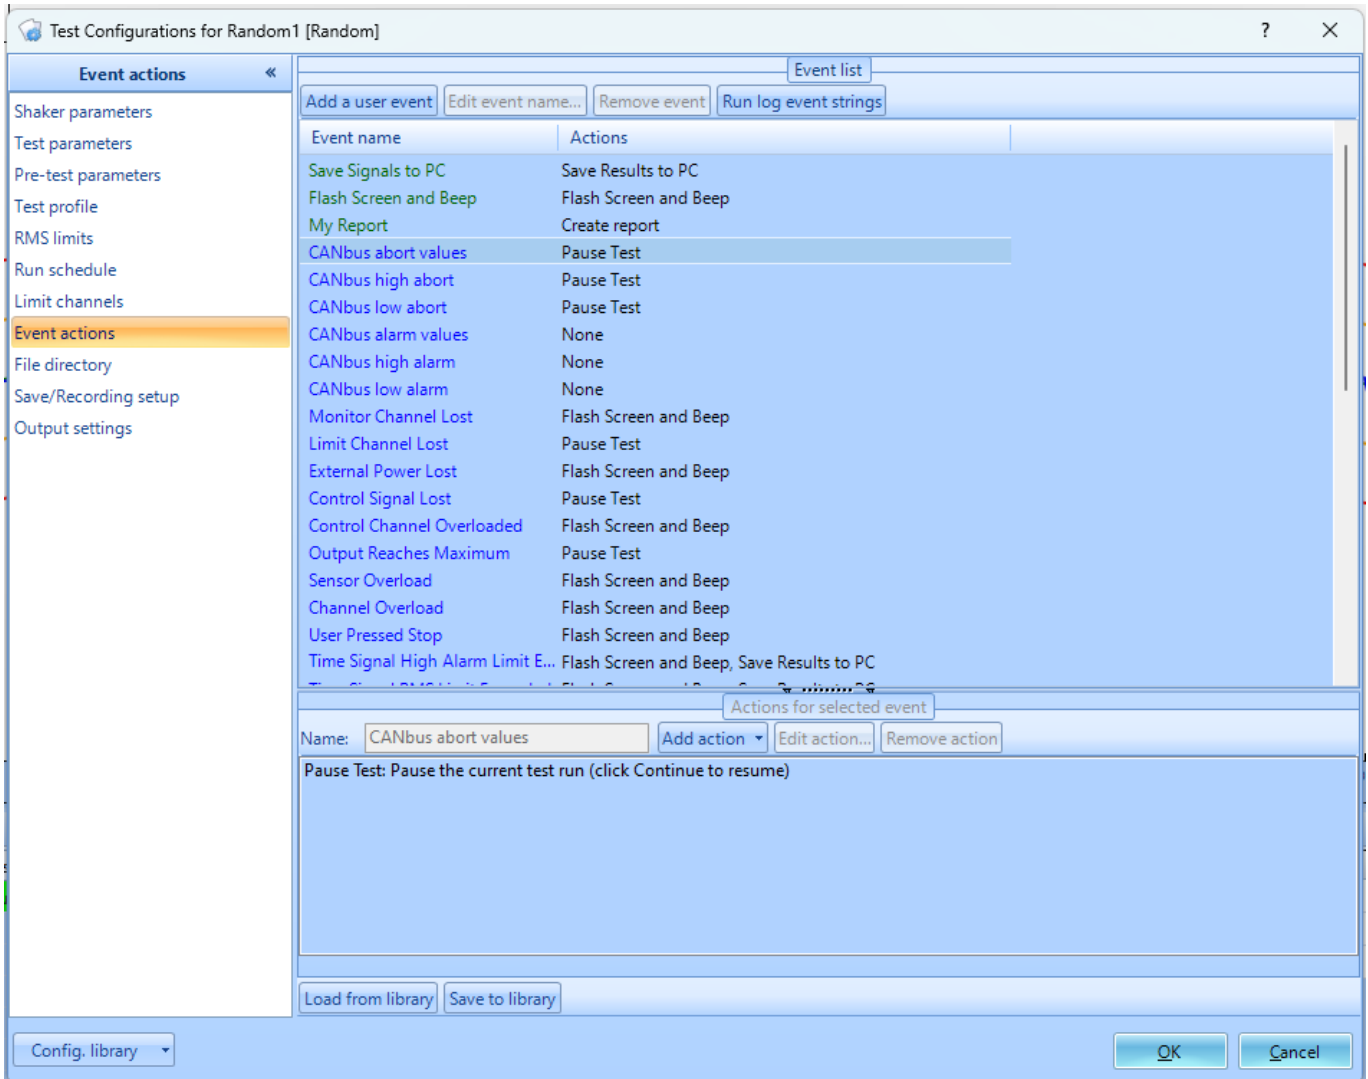 Test Configurations for Random1 [Random]
?
Event actions «
Shaker parameters
Test parameters
Pre-test parameters
Test profile
RMS limits
Run schedule
Limit channels
Event actions
File directory
Save/Recording setup
Output settings
Event list
Add a user event Edit event name... Remove event Run log event strings
Event name Actions
Save Signals to PC Save Results to PC
Flash Screen and Beep Flash Screen and Beep
My Report Create report
CANbus abort values Pause Test
CANbus high abort Pause Test
CANbus low abort Pause Test
CANbus alarm values None
CANbus high alarm None
CANbus low alarm None
Monitor Channel Lost Flash Screen and Beep
Limit Channel Lost Pause Test
External Power Lost Flash Screen and Beep
Control Signal Lost Pause Test
Control Channel Overloaded Flash Screen and Beep
Output Reaches Maximum Pause Test
Sensor Overload Flash Screen and Beep
Channel Overload Flash Screen and Beep
User Pressed Stop Flash Screen and Beep
Time Signal High Alarm Limit E... Flash Screen and Beep, Save Results to PC
Actions for selected event
Name: CANbus abort values Add action Edit action... Remove action
Pause Test: Pause the current test run (click Continue to resume)
Load from library Save to library
Config. library OK Cancel